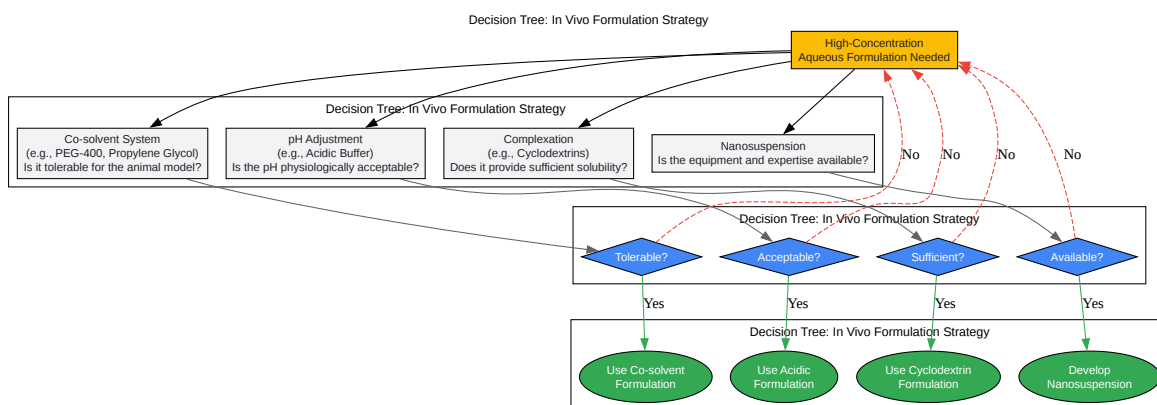 Decision Tree: In Vivo Formulation Strategy
High-Concentration
Aqueous Formulation Needed
Decision Tree: In Vivo Formulation Strategy
Co-solvent System
(e.g., PEG-400, Propylene Glycol)
Is it tolerable for the animal model?
pH Adjustment
(e.g., Acidic Buffer)
Is the pH physiologically acceptable?
Complexation
(e.g., Cyclodextrins)
Does it provide sufficient solubility?
Nanosuspension
Is the equipment and expertise available?
No
No
No
No
Decision Tree: In Vivo Formulation Strategy
Tolerable?
Acceptable?
Sufficient?
Available?
Yes
Yes
Yes
Yes
Decision Tree: In Vivo Formulation Strategy
Use Co-solvent
Formulation
Use Acidic
Formulation
Use Cyclodextrin
Formulation
Develop
Nanosuspension